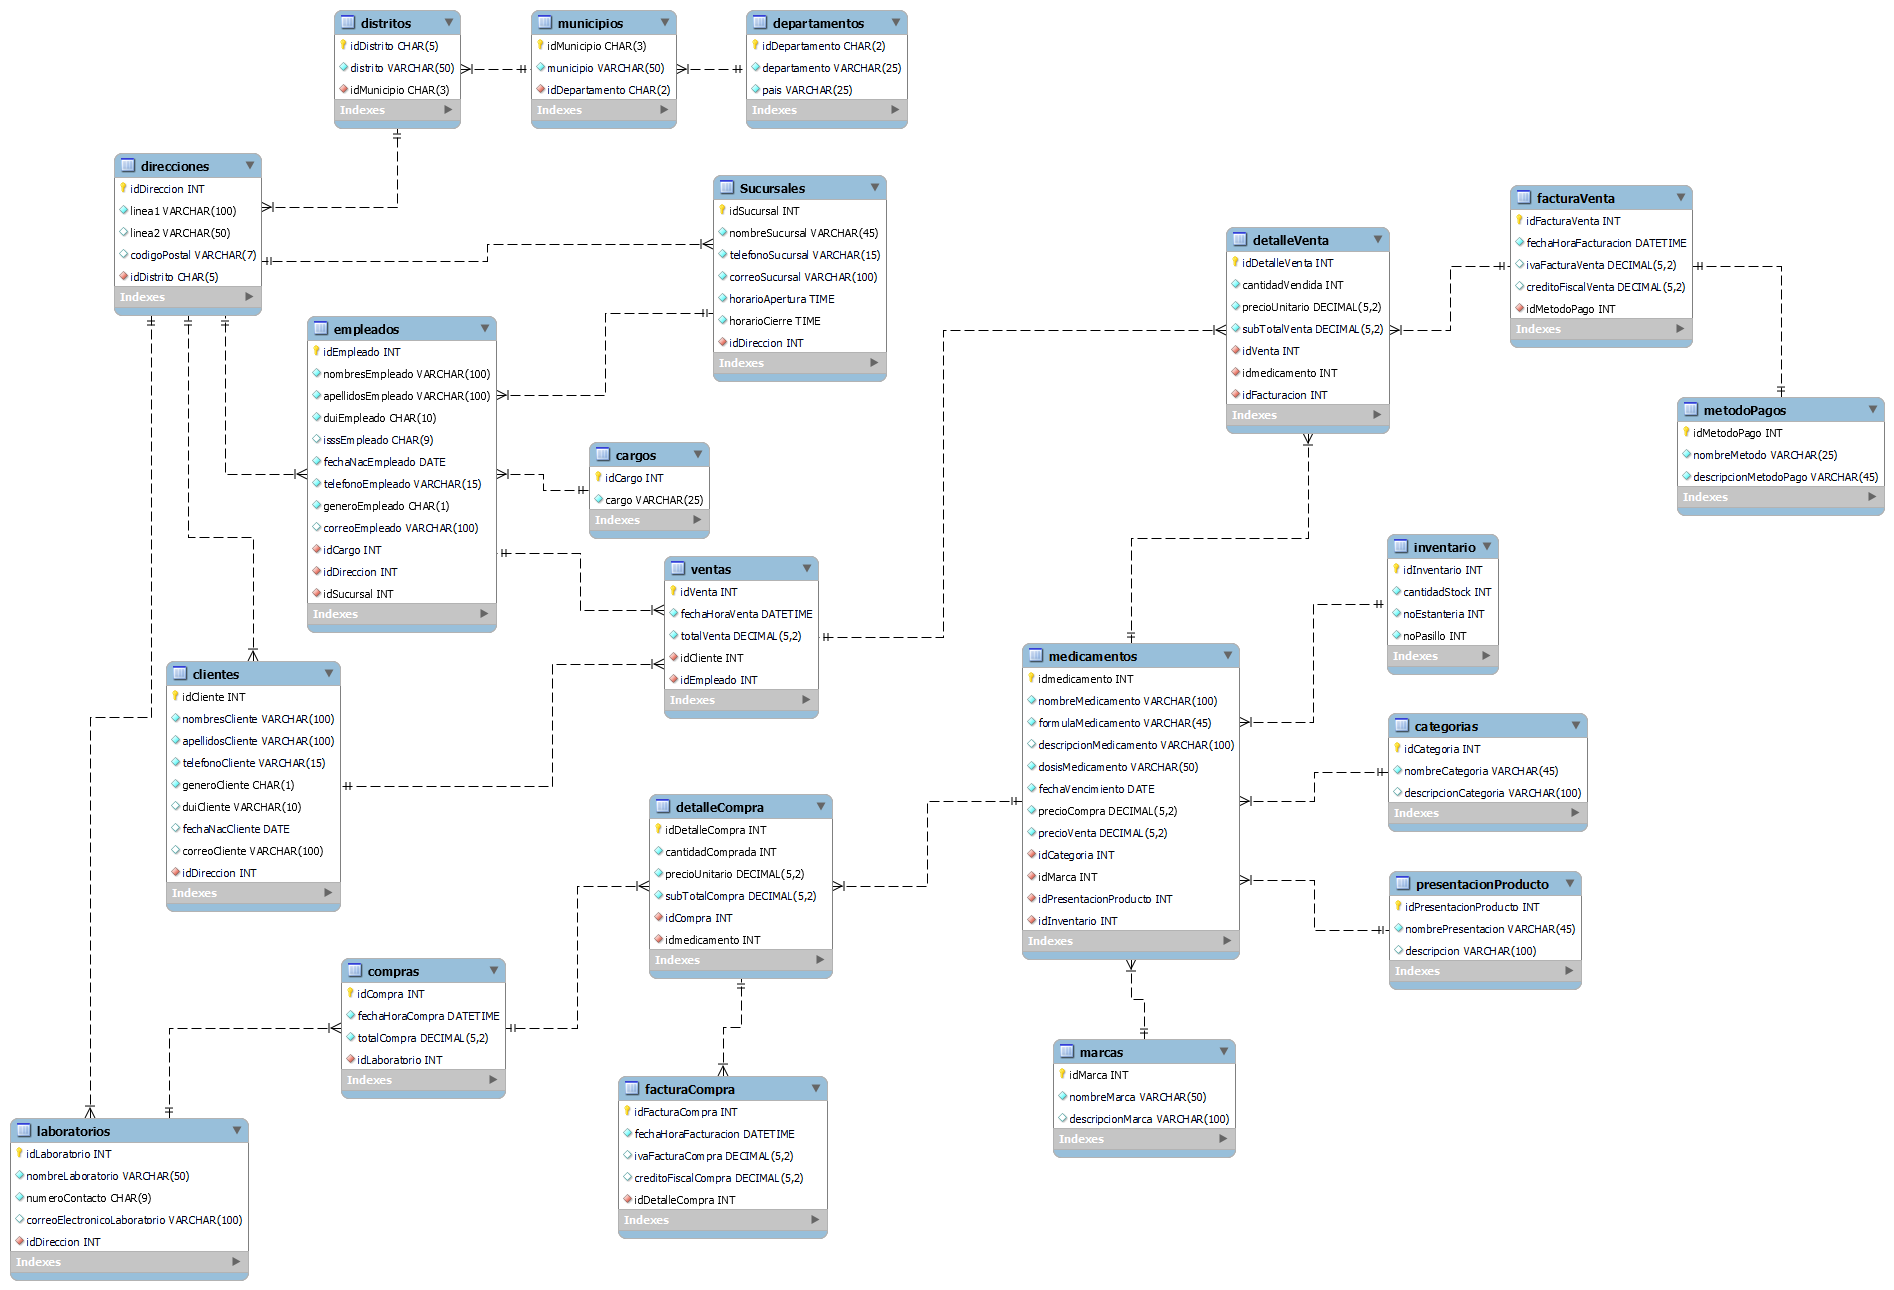 distritos
idDistrito CHAR(5)
distrito VARCHAR(50)
idMunicipio CHAR(3)
Indexes
municipios
idMunicipio CHAR(3)
municipio VARCHAR(50)
idDepartamento CHAR(2)
Indexes
departamentos
idDepartamento CHAR(2)
departamento VARCHAR(25)
pais VARCHAR(25)
Indexes
direcciones
idDireccion INT
linea1 VARCHAR(100)
linea2 VARCHAR(50)
codigoPostal VARCHAR(7)
idDistrito CHAR(5)
Indexes
Sucursales
idSucursal INT
nombreSucursal VARCHAR(45)
telefonoSucursal VARCHAR(15)
correoSucursal VARCHAR(100)
horarioApertura TIME
horarioCierre TIME
idDireccion INT
Indexes
facturaVenta
idFacturaVenta INT
fechaHoraFacturacion DATETIME
ivaFacturaVenta DECIMAL(5,2)
creditoFiscalVenta DECIMAL(5,2)
idMetodoPago INT
Indexes
detalleVenta
idDetalleVenta INT
cantidadVendida INT
precioUnitario DECIMAL(5,2)
subTotalVenta DECIMAL(5,2)
idVenta INT
idmedicamento INT
idFacturacion INT
Indexes
empleados
idEmpleado INT
nombresEmpleado VARCHAR(100)
apellidosEmpleado VARCHAR(100)
duiEmpleado CHAR(10)
isssEmpleado CHAR(9)
fechaNacEmpleado DATE
telefonoEmpleado VARCHAR(15)
generoEmpleado CHAR(1)
correoEmpleado VARCHAR(100)
idCargo INT
idDireccion INT
idSucursal INT
Indexes
metodoPagos
idMetodoPago INT
nombreMetodo VARCHAR(25)
descripcionMetodoPago VARCHAR(45)
Indexes
cargos
idCargo INT
cargo VARCHAR(25)
Indexes
inventario
idInventario INT
cantidadStock INT
noEstanteria INT
noPasillo INT
Indexes
ventas
idVenta INT
fechaHoraVenta DATETIME
totalVenta DECIMAL(5,2)
idCliente INT
idEmpleado INT
Indexes
medicamentos
idmedicamento INT
nombreMedicamento VARCHAR(100)
formulaMedicamento VARCHAR(45)
descripcionMedicamento VARCHAR(100)
dosisMedicamento VARCHAR(50)
fechaVencimiento DATE
precioCompra DECIMAL(5,2)
precioVenta DECIMAL(5,2)
idCategoria INT
idMarca INT
idPresentacionProducto INT
idInventario INT
Indexes
clientes
idCliente INT
nombresCliente VARCHAR(100)
apellidosCliente VARCHAR(100)
telefonoCliente VARCHAR(15)
generoCliente CHAR(1)
duiCliente VARCHAR(10)
fechaNacCliente DATE
correoCliente VARCHAR(100)
idDireccion INT
Indexes
categorias
idCategoria INT
nombreCategoria VARCHAR(45)
descripcionCategoria VARCHAR(100)
Indexes
detalleCompra
idDetalleCompra INT
cantidadComprada INT
precioUnitario DECIMAL(5,2)
subTotalCompra DECIMAL(5,2)
idCompra INT
idmedicamento INT
Indexes
presentacionProducto
idPresentacionProducto INT
nombrePresentacion VARCHAR(45)
descripcion VARCHAR(100)
Indexes
compras
idCompra INT
fechaHoraCompra DATETIME
totalCompra DECIMAL(5,2)
idLaboratorio INT
Indexes
marcas
idMarca INT
nombreMarca VARCHAR(50)
descripcionMarca VARCHAR(100)
Indexes
facturaCompra
idFacturaCompra INT
fechaHoraFacturacion DATETIME
ivaFacturaCompra DECIMAL(5,2)
creditoFiscalCompra DECIMAL(5,2)
idDetalleCompra INT
Indexes
laboratorios
idLaboratorio INT
nombreLaboratorio VARCHAR(50)
numeroContacto CHAR(9)
correoElectronicoLaboratorio VARCHAR(100)
idDireccion INT
Indexes